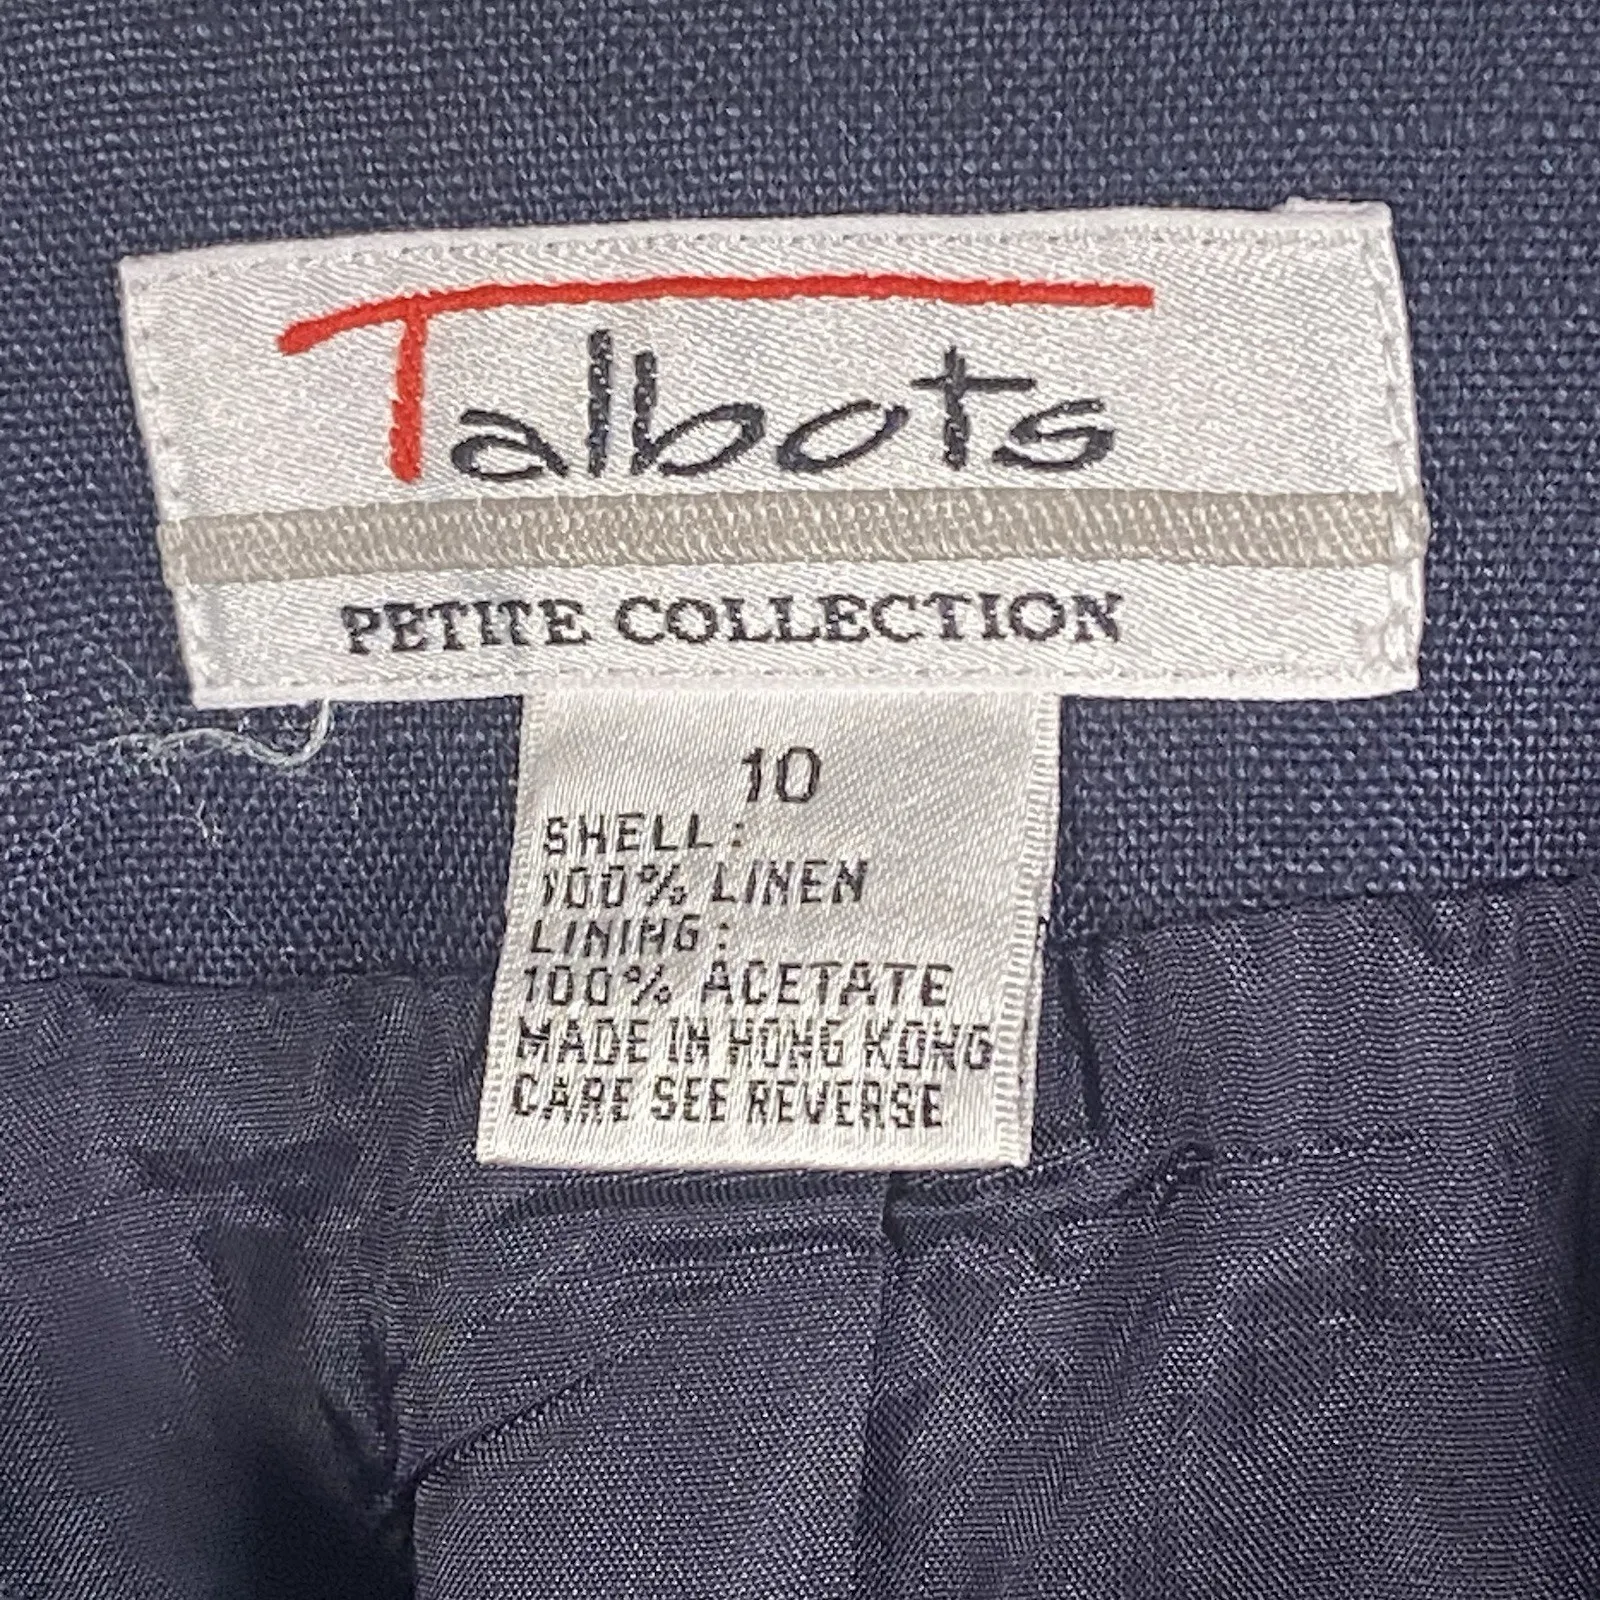 Talbots
PETITE COLLECTION
10
SHELL:
100% LINEN
LINING:
100% ACETATE
MADE IN HONG KONG
CARE SEE REVERSE